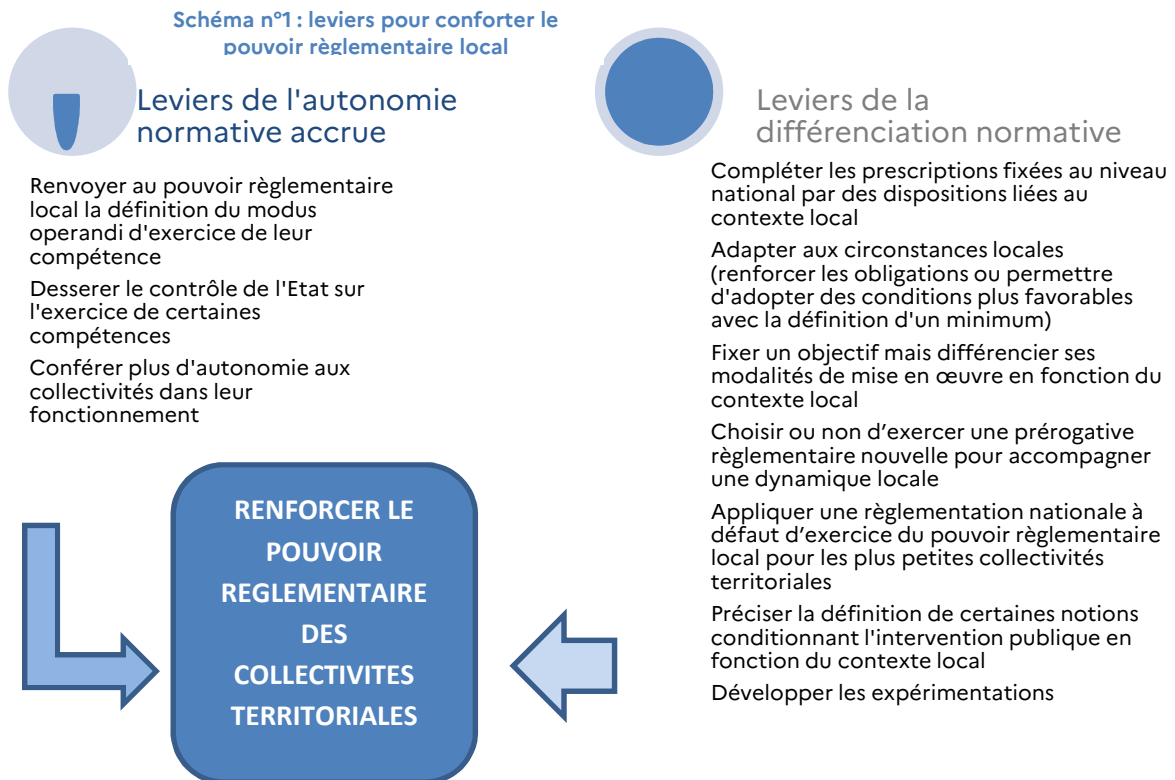 Schéma n°1 : leviers pour conforter le
pouvoir règlementaire local
Leviers de l'autonomie
normative accrue
Renvoyer au pouvoir règlementaire
local la définition du modus
operandi d'exercice de leur
compétence
Desserer le contrôle de l'Etat sur
l'exercice de certaines
compétences
Conférer plus d'autonomie aux
collectivités dans leur
fonctionnement
Leviers de la
différenciation normative
Compléter les prescriptions fixées au niveau
national par des dispositions liées au
contexte local
Adapter aux circonstances locales
(renforcer les obligations ou permettre
d'adopter des conditions plus favorables
avec la définition d'un minimum)
Fixer un objectif mais différencier ses
modalités de mise en œuvre en fonction du
contexte local
Choisir ou non d’exercer une prérogative
règlementaire nouvelle pour accompagner
une dynamique locale
Appliquer une règlementation nationale à
défaut d’exercice du pouvoir règlementaire
local pour les plus petites collectivités
territoriales
Préciser la définition de certaines notions
conditionnant l'intervention publique en
fonction du contexte local
Développer les expérimentations
RENFORCER LE
POUVOIR
REGLEMENTAIRE
DES
COLLECTIVITES
TERRITORIALES